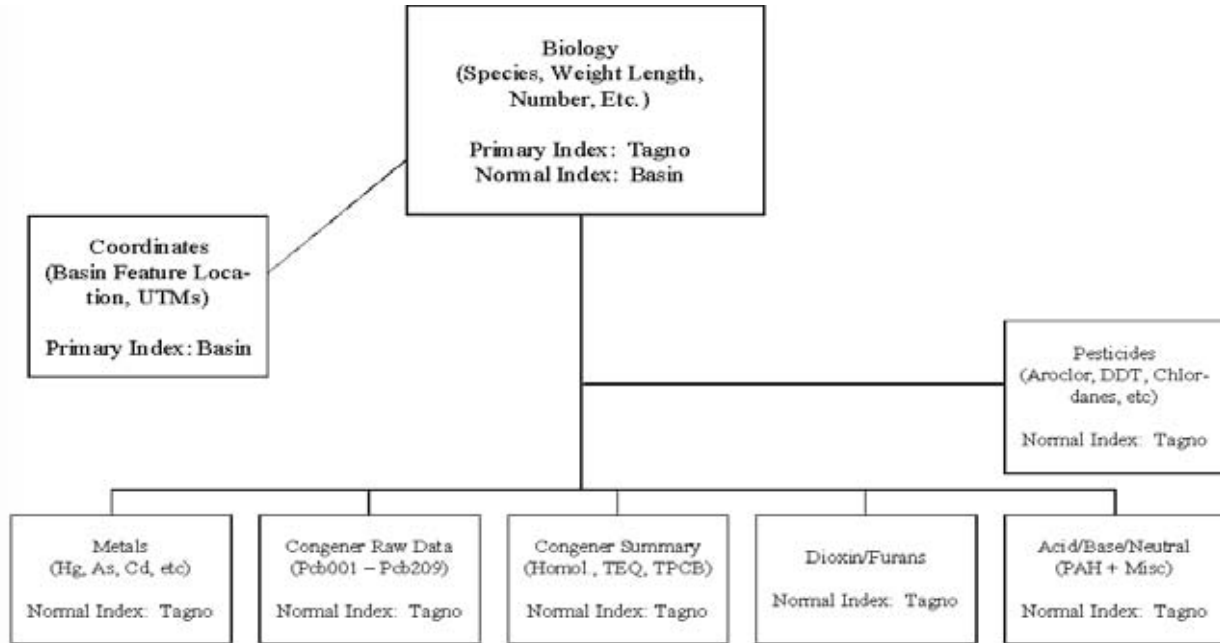 Biology
(Species, Weight Length,
Number, Etc.)
Primary Index: Tagno
Normal Index: Basin
Coordinates
(Basin Feature Loca-
tion, UTMs)
Primary Index: Basin
Pesticides
(Aroclor, DDT, Chlor-
danes, etc)
Normal Index: Tagno
Metals
(Hg, As, Cd, etc)
Normal Index: Tagno
Congener Raw Data
(Pcb001 – Pcb209)
Normal Index: Tagno
Congener Summary
(Homol., TEQ, TPCB)
Normal Index: Tagno
Dioxin/Furans
Normal Index: Tagno
Acid/Base/Neutral
(PAH + Misc)
Normal Index: Tagno